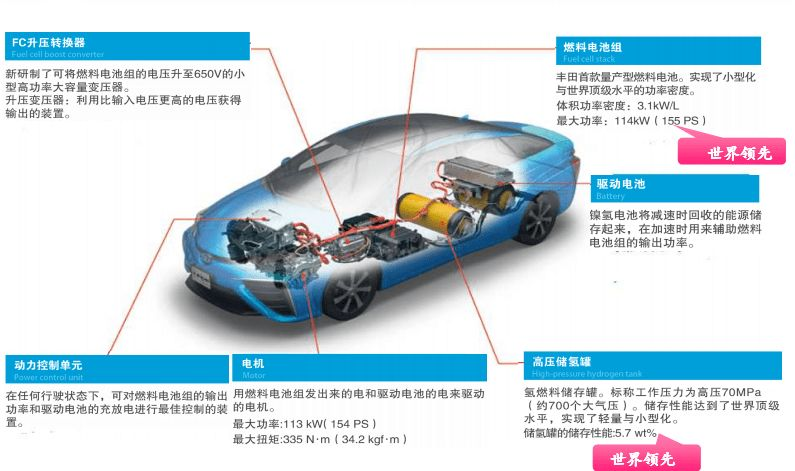 FC升压转换器
Fuel cell boost converter
新研制了可将燃料电池组的电压升至650V的小
型高功率大容量变压器。
升压变压器：利用比输入电压更高的电压获得
输出的装置。
燃料电池组
Fuel cell stack
丰田首款量产型燃料电池。实现了小型化
与世界顶级水平的功率密度。
体积功率密度：3.1kW/L
最大功率：114kW（155 PS）
世界领先
驱动电池
Battery
镍氢电池将减速时回收的能源储
存起来，在加速时用来辅助燃料
电池组的输出功率。
动力控制单元
Power control unit
在任何行驶状态下，可对燃料电池组的输出
功率和驱动电池的充放电进行最佳控制的装
置。
电机
Motor
用燃料电池组发出来的电和驱动电池的电来驱动
的电机。
最大功率:113 kW( 154 PS )
最大扭矩:335 N·m（34.2 kgf·m）
高压储氢罐
High-pressure hydrogen tank
氢燃料储存罐。标称工作压力为高压70MPa
（约700个大气压）。储存性能达到了世界顶级
水平，实现了轻量与小型化。
储氢罐的储存性能:5.7 wt%
世界领先